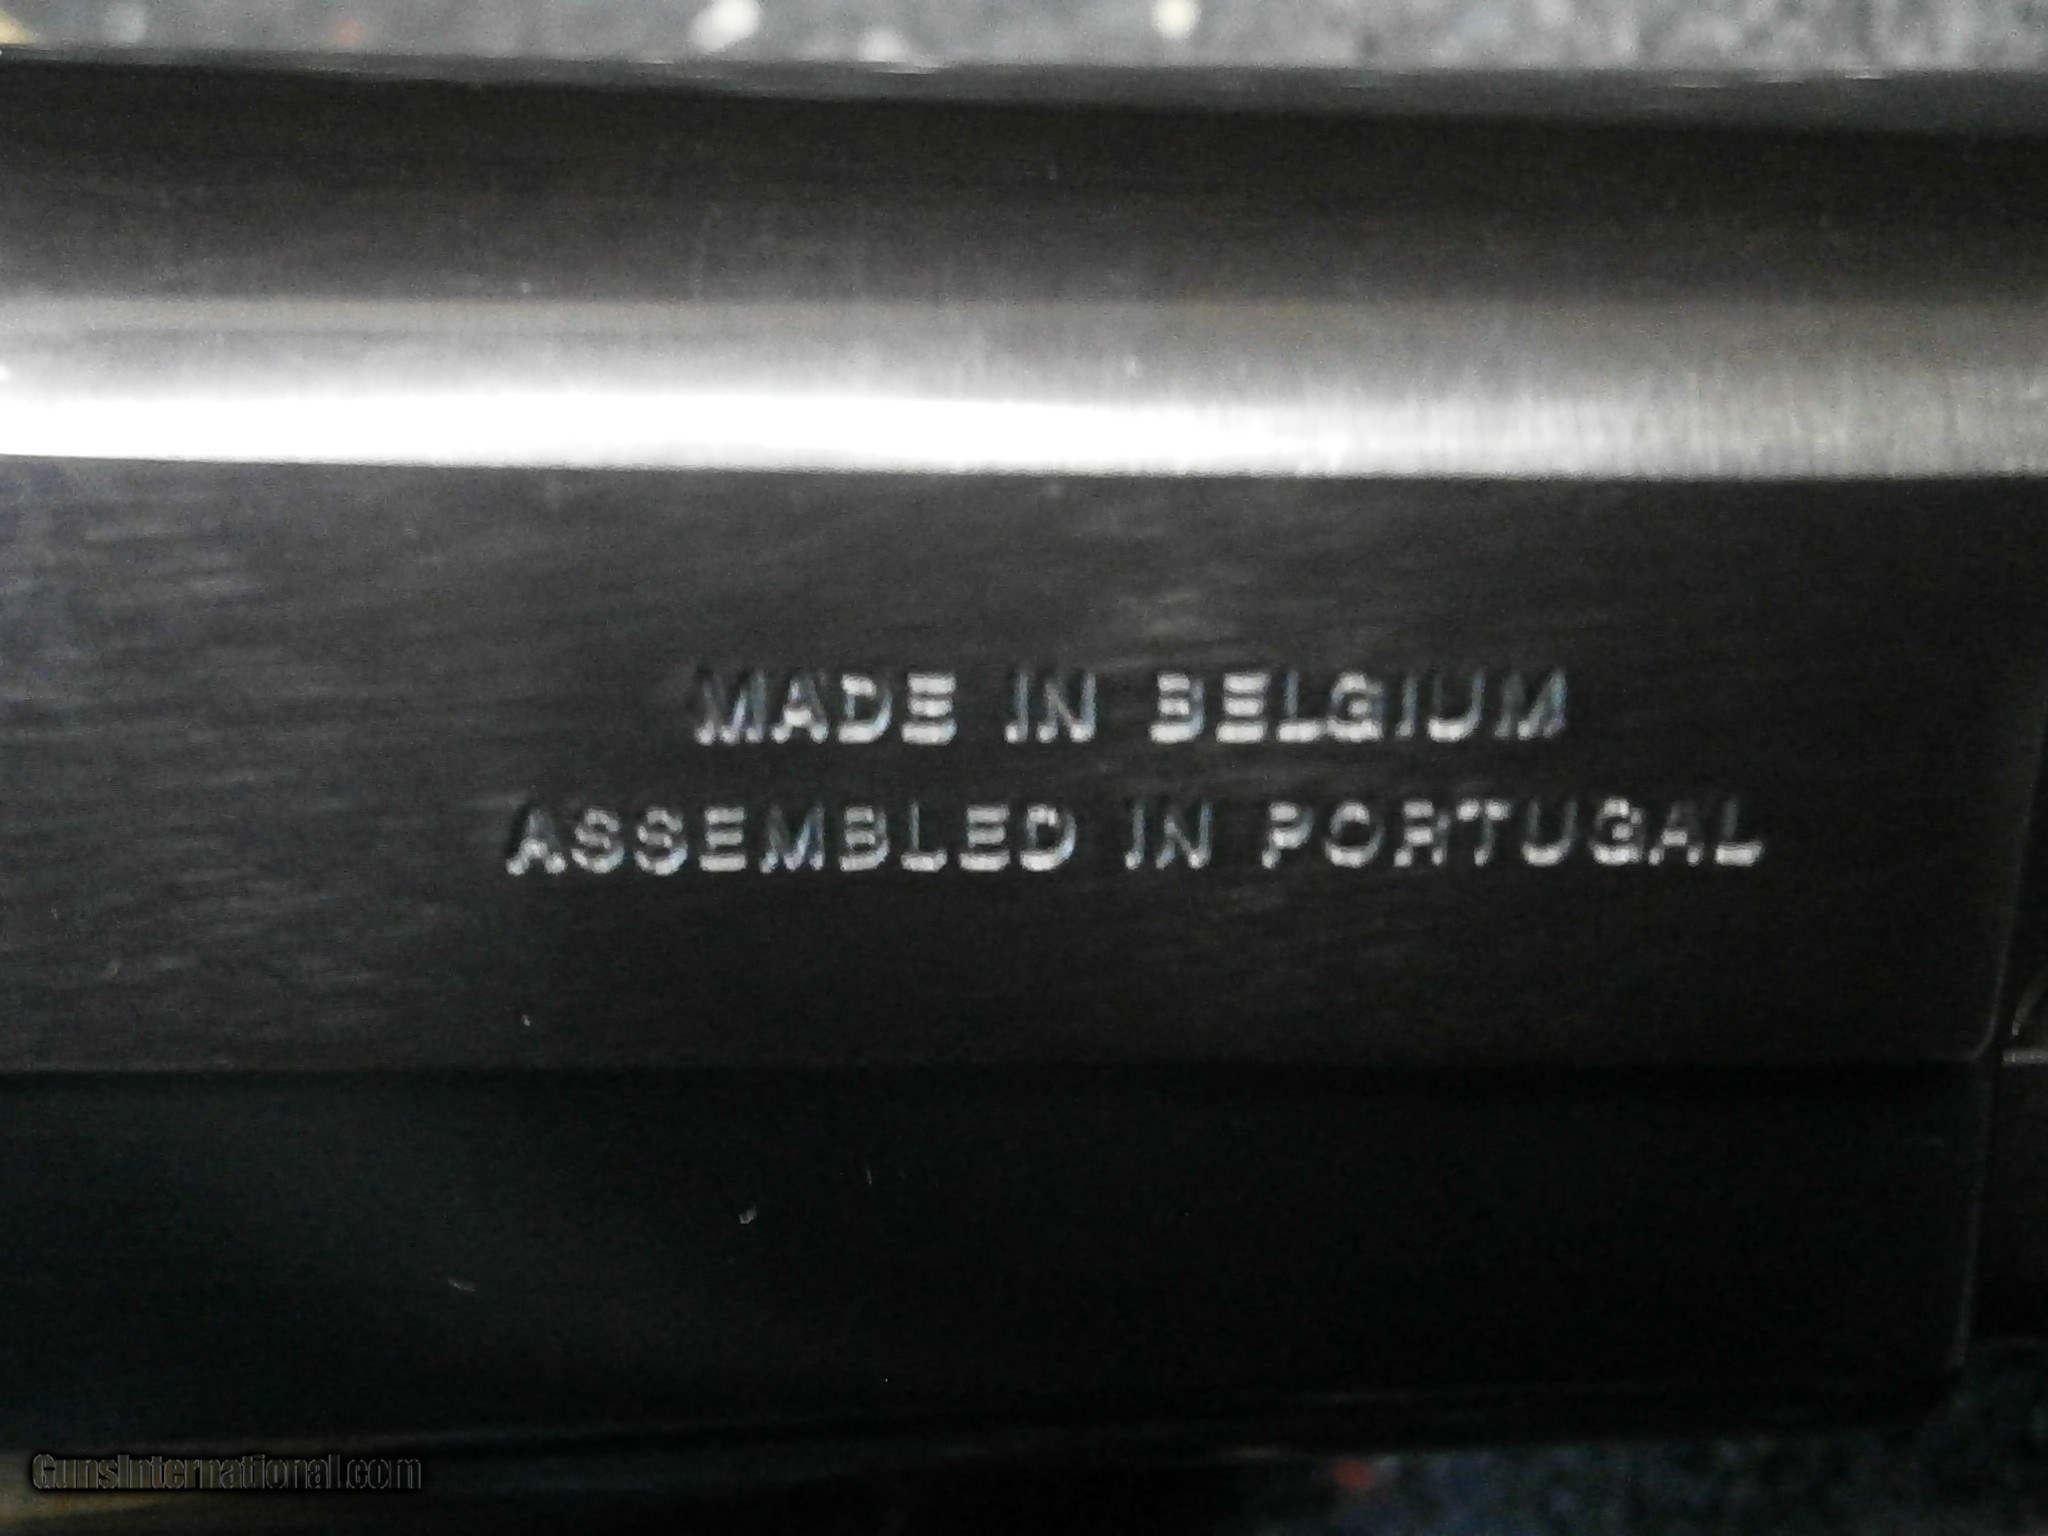 MADE IN BELGIUM
ASSEMBLED IN PORTUGAL
GunsInternational.com